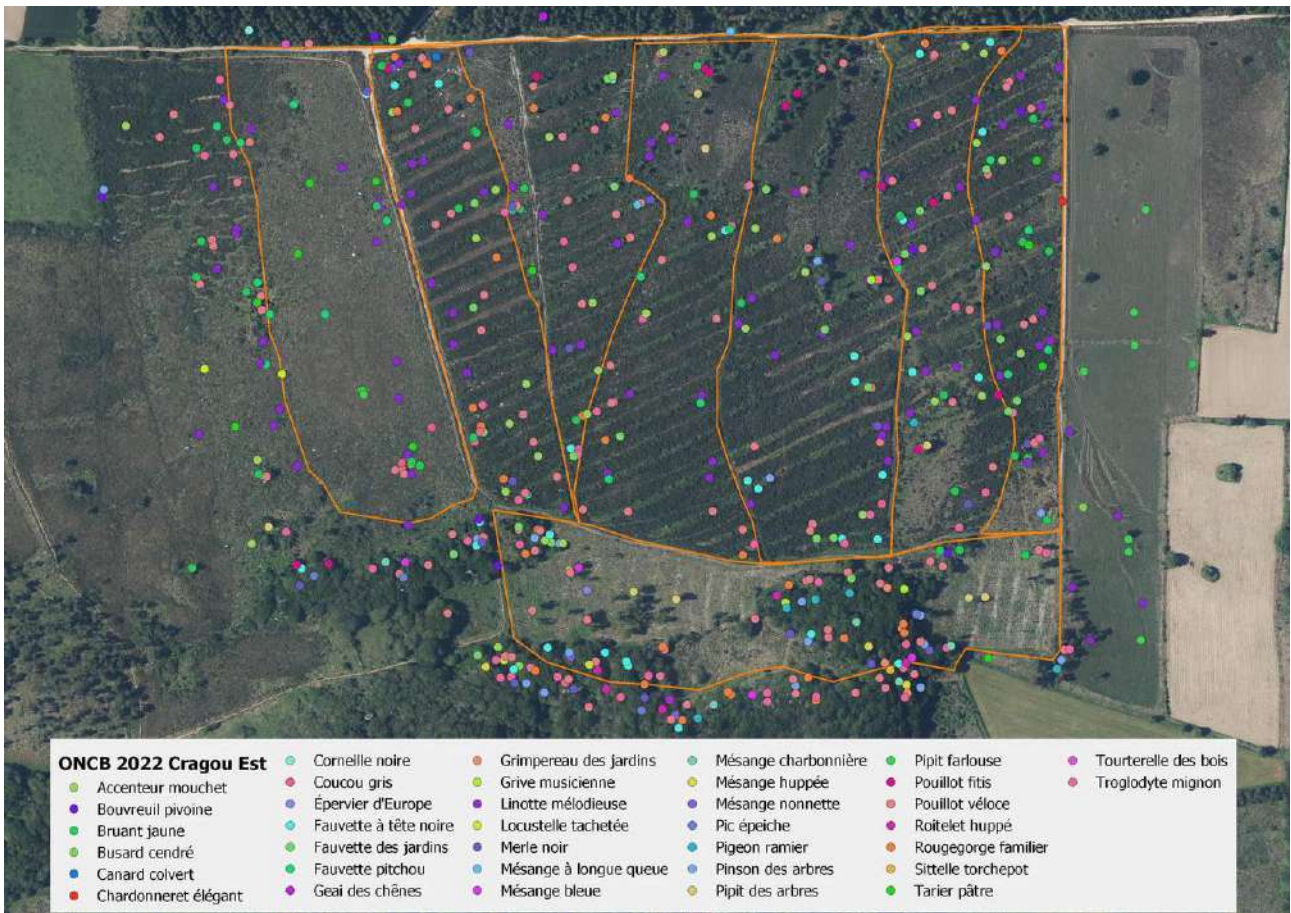 ONCB 2022 Cragou Est
Accenteur mouchet
Bouvreuil pivoine
Bruant jaune
Busard cendré
Canard colvert
Chardonneret élégant
Corneille noire
Coucou gris
Épervier d'Europe
Fauvette à tête noire
Fauvette des jardins
Fauvette pitchou
Geai des chênes
Grimpereau des jardins
Grive musicienne
Linotte mélodieuse
Locustelle tachetée
Merle noir
Mésange à longue queue
Mésange bleue
Mésange charbonnière
Mésange huppée
Mésange nonnette
Pic épeiche
Pigeon ramier
Pinson des arbres
Pipit des arbres
Pipit farlouse
Pouillot fitis
Pouillot véloce
Roitelet huppé
Rougegorge familier
Sittelle torchepot
Tarier pâtre
Tourterelle des bois
Troglodyte mignon